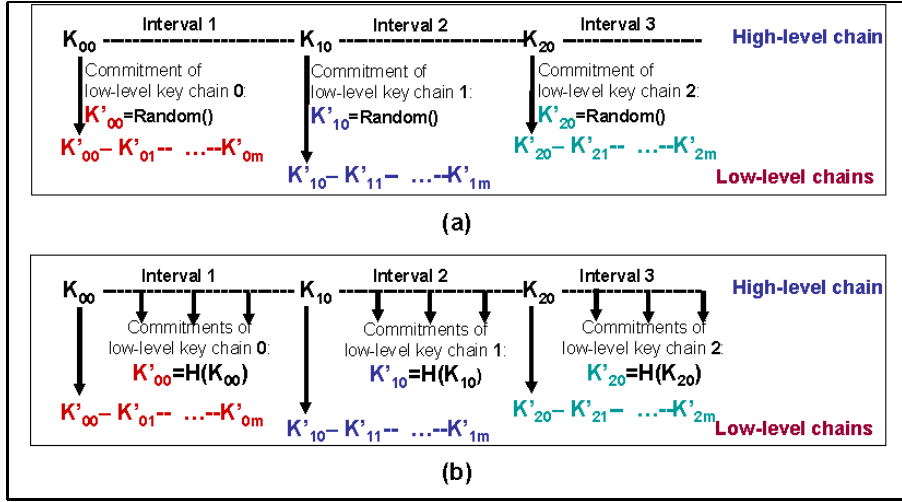 Interval 1 Interval 2 Interval 3
K₀₀ K₁₀ K₂₀ High-level chain
Commitment of low-level key chain 0:
K'₀₀=Random()
Commitment of low-level key chain 1:
K'₁₀=Random()
Commitment of low-level key chain 2:
K'₂₀=Random()
K'₀₀– K'₀₁-- ...--K'₀ₘ
K'₁₀– K'₁₁– ...--K'₁ₘ
K'₂₀– K'₂₁-- ...--K'₂ₘ
Low-level chains
(a)
Interval 1 Interval 2 Interval 3
K₀₀ K₁₀ K₂₀ High-level chain
Commitments of
low-level key chain 0:
K'₀₀=H(K₀₀)
Commitments of
low-level key chain 1:
K'₁₀=H(K₁₀)
Commitments of
low-level key chain 2:
K'₂₀=H(K₂₀)
K'₀₀– K'₀₁-- ...--K'₀ₘ
K'₁₀– K'₁₁-- ...--K'₁ₘ
K'₂₀– K'₂₁– ...--K'₂ₘ
Low-level chains
(b)